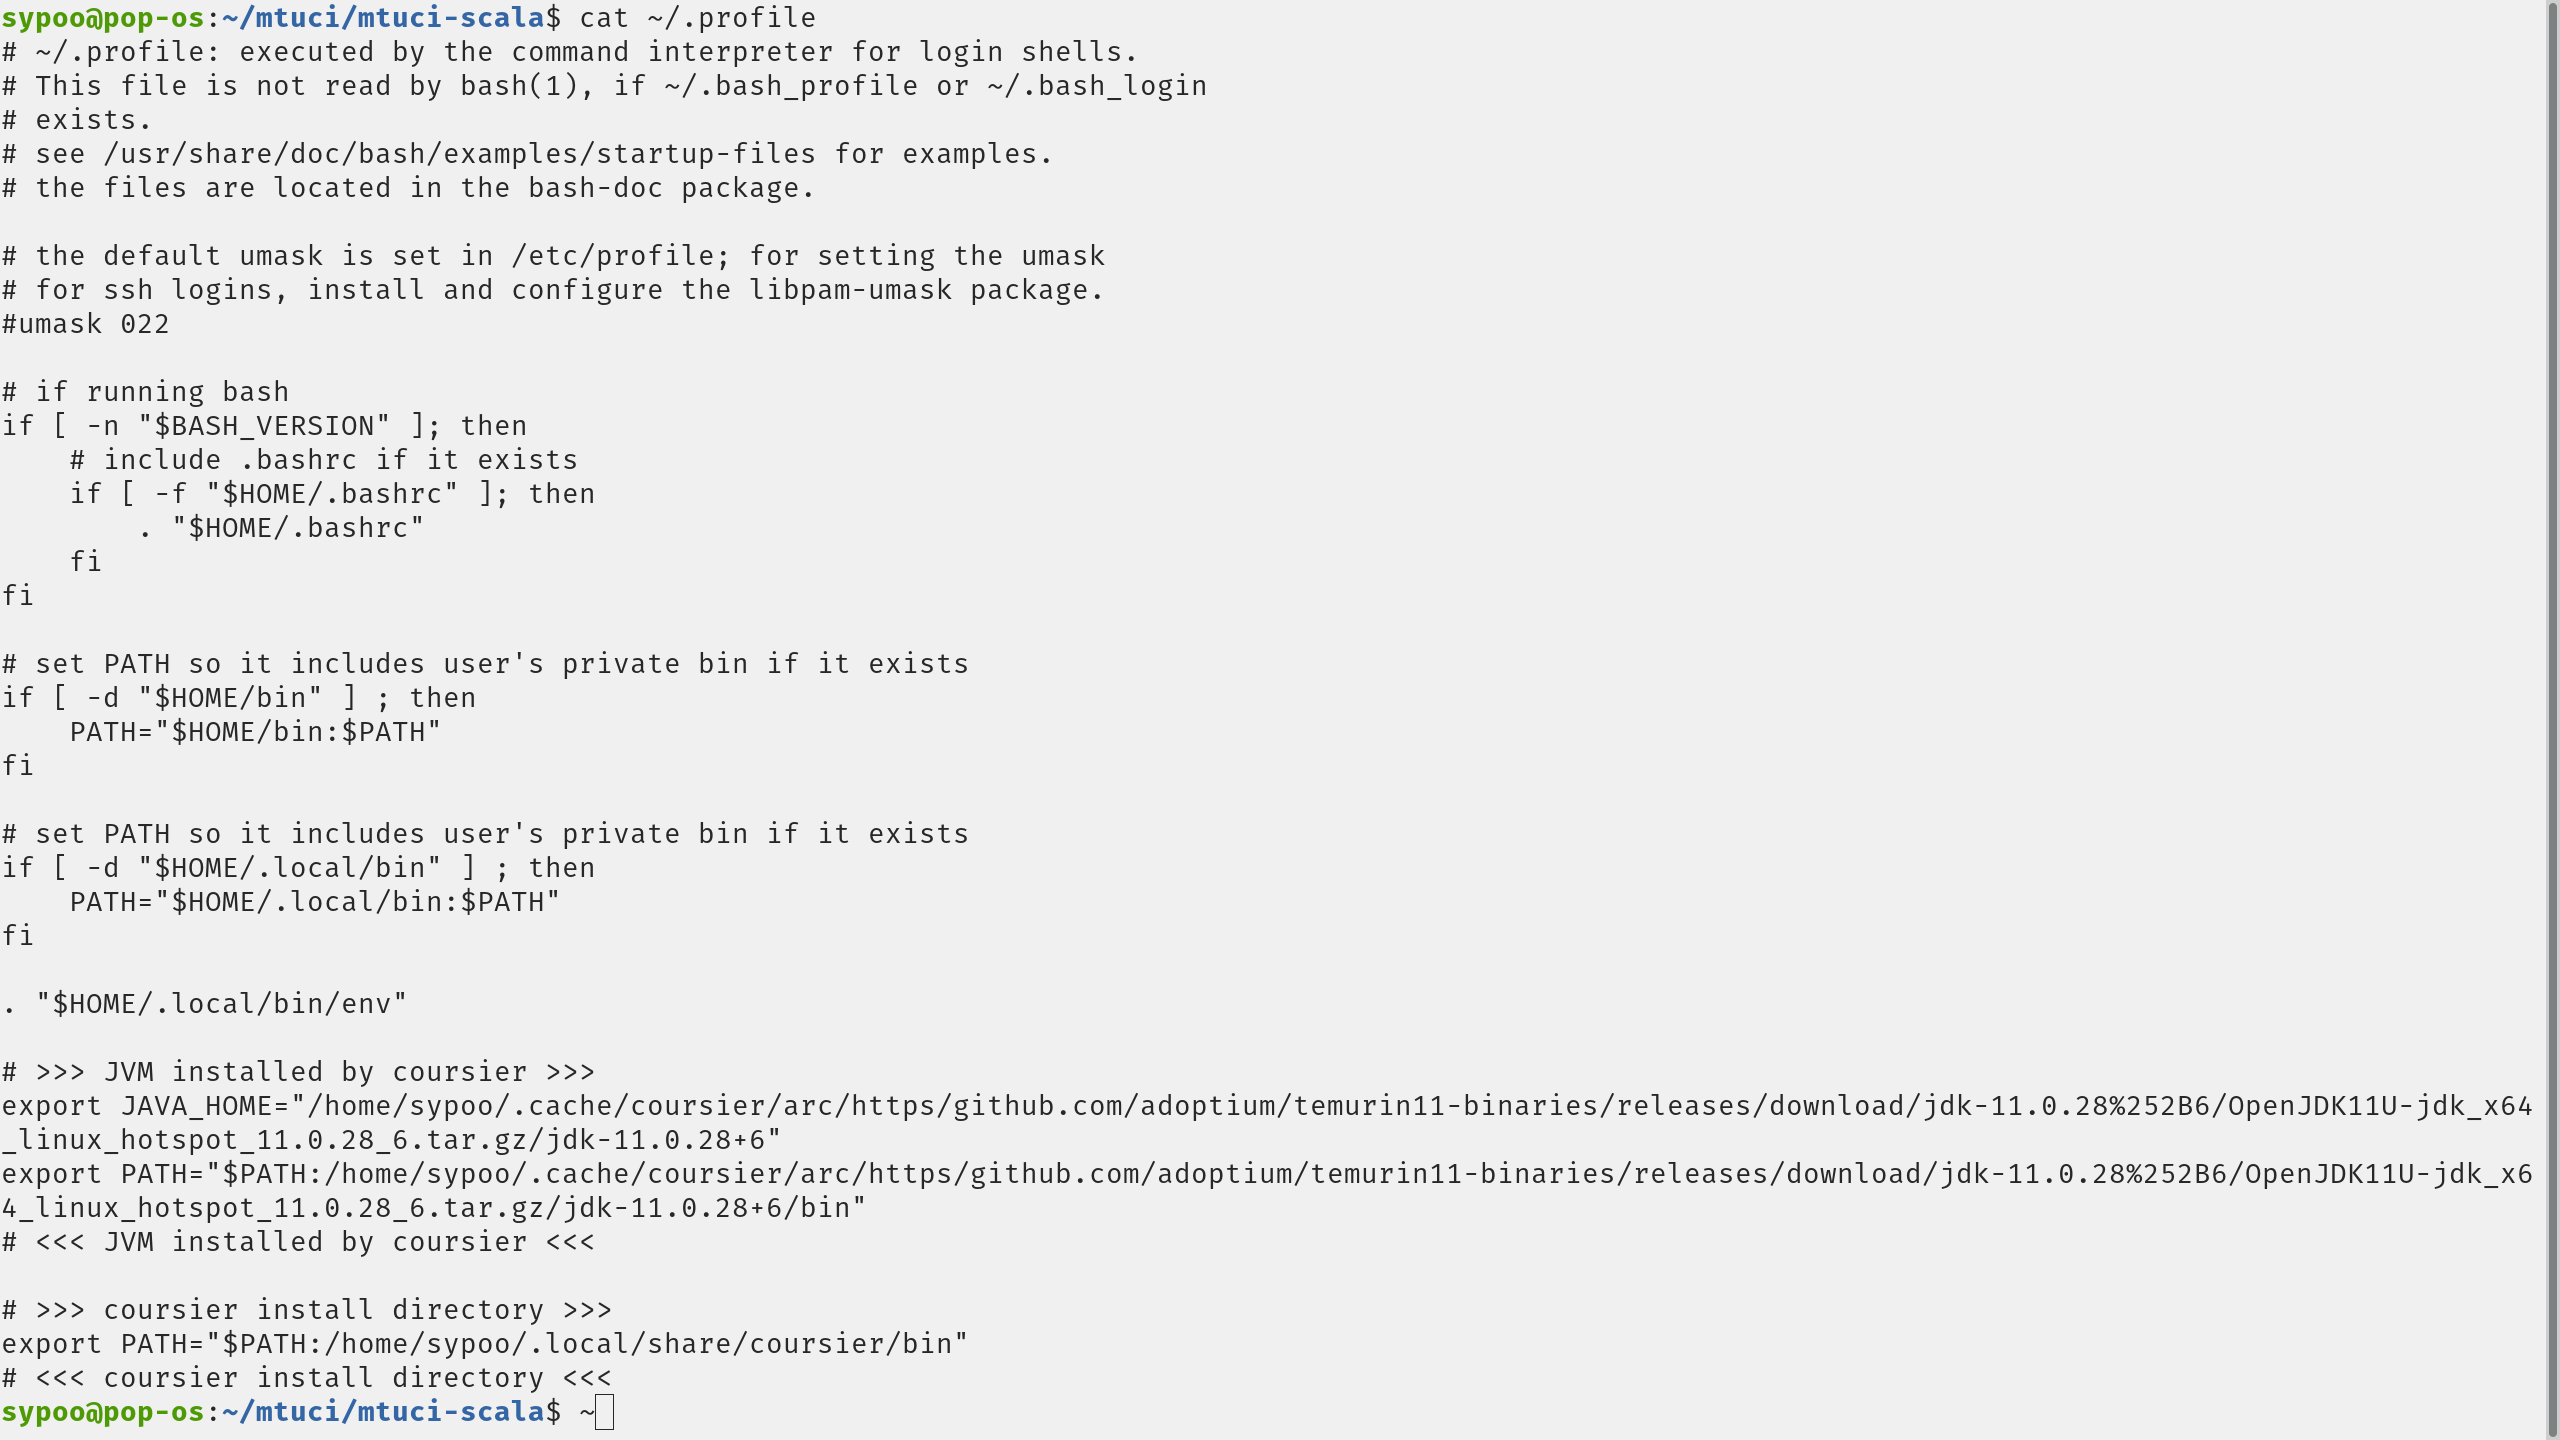 sypoo@pop-os:~/mtuci/mtuci-scala$ cat ~/.profile
# ~/.profile: executed by the command interpreter for login shells.
# This file is not read by bash(1), if ~/.bash_profile or ~/.bash_login
# exists.
# see /usr/share/doc/bash/examples/startup-files for examples.
# the files are located in the bash-doc package.

# the default umask is set in /etc/profile; for setting the umask
# for ssh logins, install and configure the libpam-umask package.
#umask 022

# if running bash
if [ -n "$BASH_VERSION" ]; then
    # include .bashrc if it exists
    if [ -f "$HOME/.bashrc" ]; then
        . "$HOME/.bashrc"
    fi
fi

# set PATH so it includes user's private bin if it exists
if [ -d "$HOME/bin" ] ; then
    PATH="$HOME/bin:$PATH"
fi

# set PATH so it includes user's private bin if it exists
if [ -d "$HOME/.local/bin" ] ; then
    PATH="$HOME/.local/bin:$PATH"
fi

. "$HOME/.local/bin/env"

# >>> JVM installed by coursier >>>
export JAVA_HOME="/home/sypoo/.cache/coursier/arc/https/github.com/adoptium/temurin11-binaries/releases/download/jdk-11.0.28%252B6/OpenJDK11U-jdk_x64
_linux_hotspot_11.0.28_6.tar.gz/jdk-11.0.28+6"
export PATH="$PATH:/home/sypoo/.cache/coursier/arc/https/github.com/adoptium/temurin11-binaries/releases/download/jdk-11.0.28%252B6/OpenJDK11U-jdk_x6
4_linux_hotspot_11.0.28_6.tar.gz/jdk-11.0.28+6/bin"
# <<< JVM installed by coursier <<<

# >>> coursier install directory >>>
export PATH="$PATH:/home/sypoo/.local/share/coursier/bin"
# <<< coursier install directory <<<
sypoo@pop-os:~/mtuci/mtuci-scala$ ~